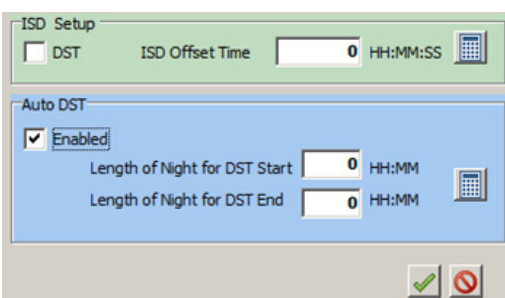 ISD Setup
DST ISD Offset Time 0 HH:MM:SS
Auto DST
Enabled
Length of Night for DST Start 0 HH:MM
Length of Night for DST End 0 HH:MM